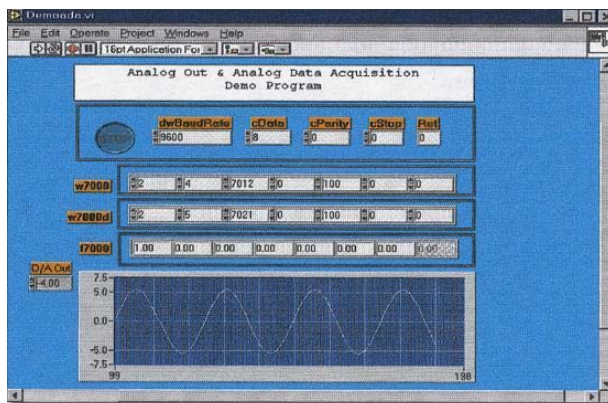 Demoada.vi
File Edit Operate Project Windows Help
16pt Application For
Analog Out & Analog Data Acquisition
Demo Program
STOP
dwBaudRate cData cParity cStop Ret
9600 8 0 0 0
w7000 2 4 7012 0 100 0 0
w7000d 2 5 7021 0 100 0 0
f7000 1.00 0.00 0.00 0.00 0.00 0.00 0.00 0.00
D/A Out
-4.00
7.5
5.0
0.0
-5.0
-7.5
99 198